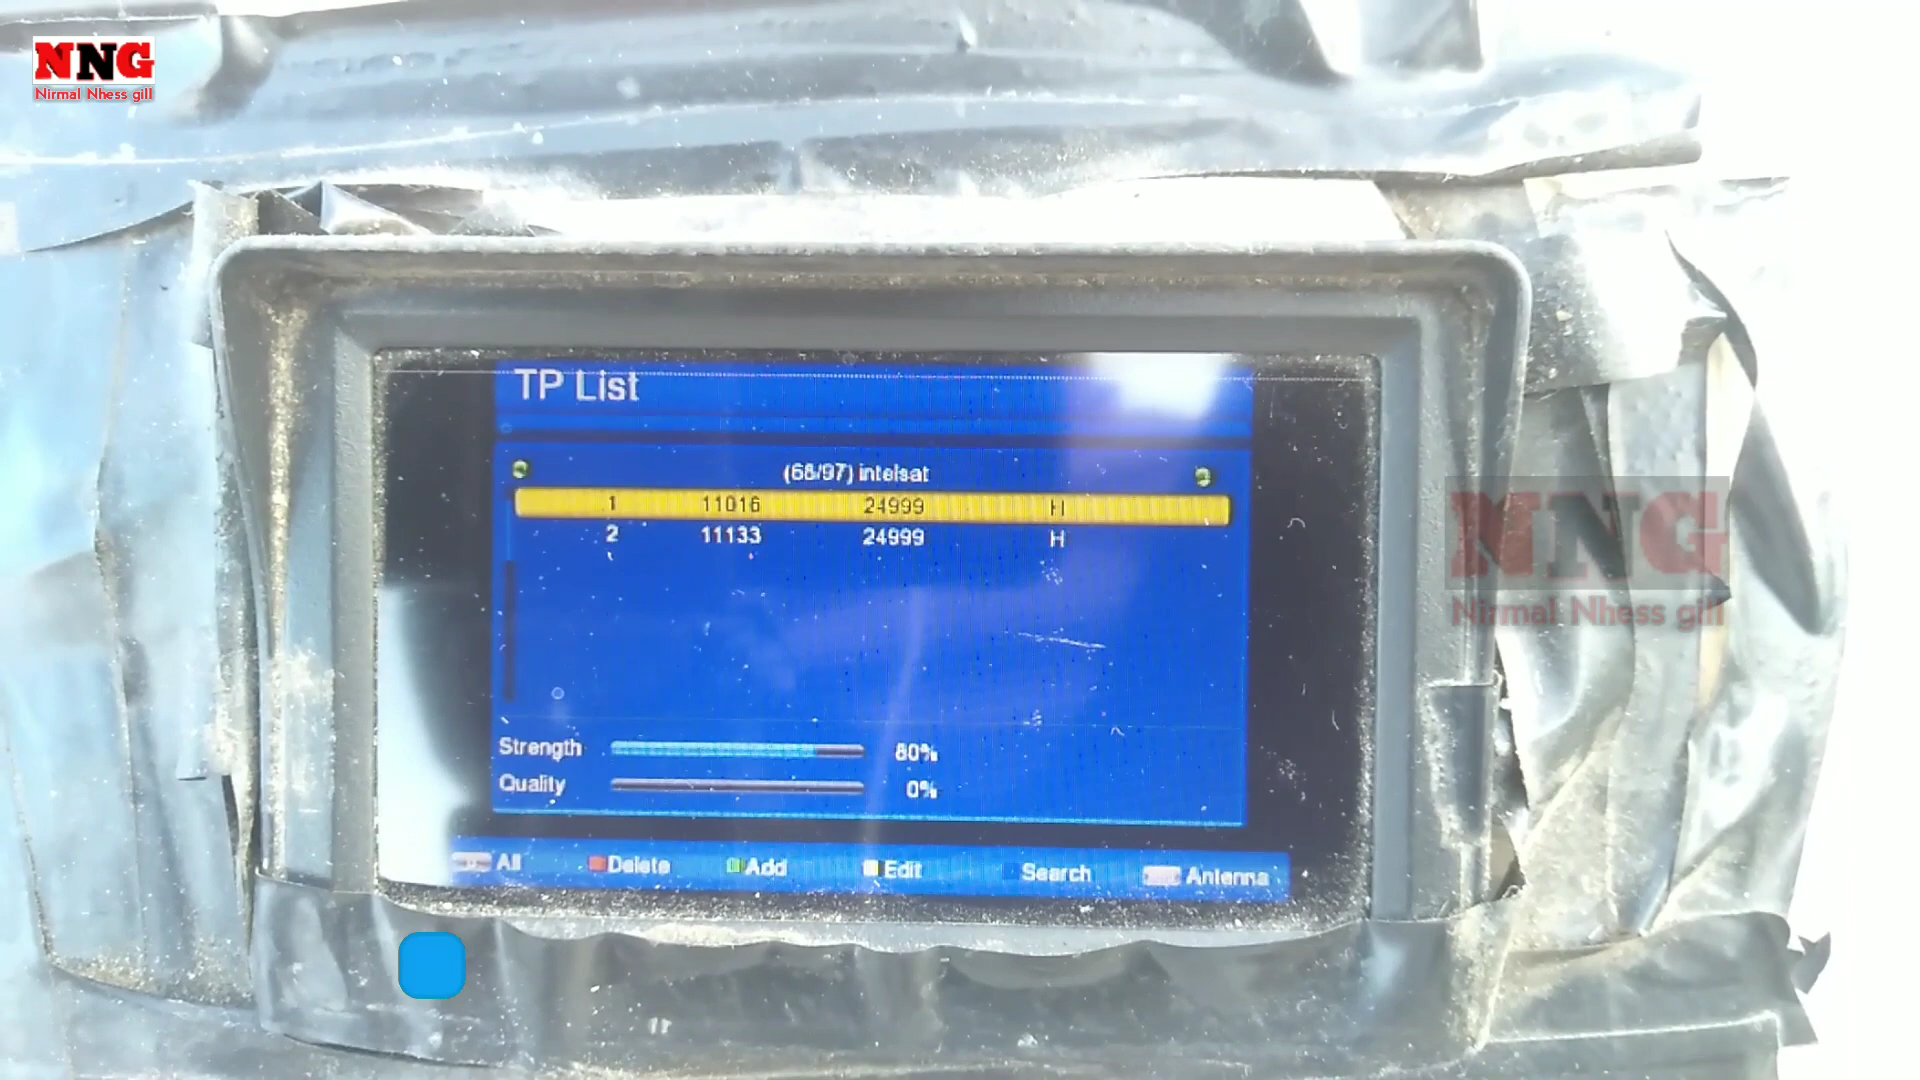 NNG
Nirmal Nhess gill
TP List
(68/97) intelsat
1 11016 24999 H
2 11133 24999 H
NNG
Nirmal Nhess gill
Strength 80%
Quality 0%
All Delete Add Edit Search Antenna